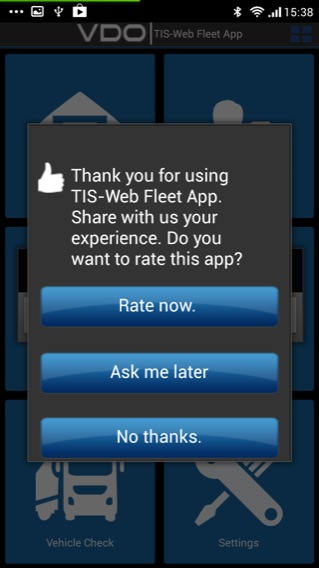 15:38
VDO TIS-Web Fleet App
Thank you for using
TIS-Web Fleet App.
Share with us your
experience. Do you
want to rate this app?
Rate now.
Ask me later
No thanks.
Vehicle Check Settings